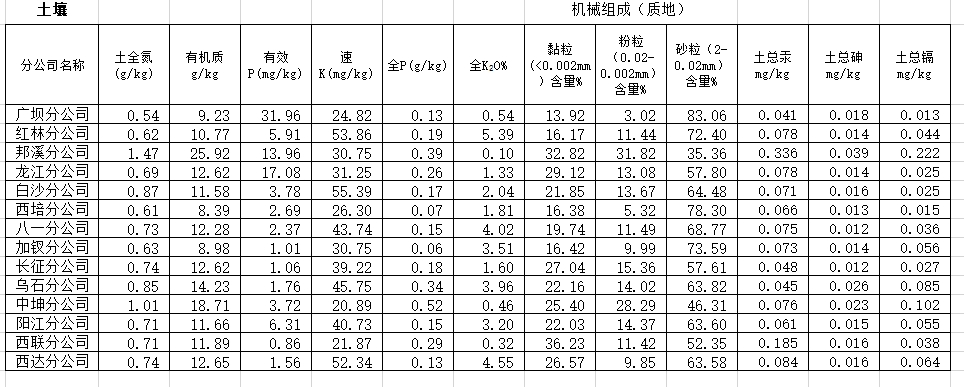 土壤 机械组成（质地）
分公司名称 土全氮(g/kg) 有机质g/kg 有效P(mg/kg) 速K(mg/kg) 全P(g/kg) 全K₂O% 黏粒(<0.002mm)含量% 粉粒（0.02-0.002mm）含量% 砂粒（2-0.02mm）含量% 土总汞mg/kg 土总砷mg/kg 土总镉mg/kg
广坝分公司 0.54 9.23 31.96 24.82 0.13 0.54 13.92 3.02 83.06 0.041 0.018 0.013
红林分公司 0.62 10.77 5.91 53.86 0.19 5.39 16.17 11.44 72.40 0.078 0.014 0.044
邦溪分公司 1.47 25.92 13.96 30.75 0.39 0.10 32.82 31.82 35.36 0.336 0.039 0.222
龙江分公司 0.69 12.62 17.08 31.25 0.26 1.33 29.12 13.08 57.80 0.078 0.014 0.025
白沙分公司 0.87 11.58 3.78 55.39 0.17 2.04 21.85 13.67 64.48 0.071 0.016 0.025
西培分公司 0.61 8.39 2.69 26.30 0.07 1.81 16.38 5.32 78.30 0.066 0.013 0.015
八一分公司 0.73 12.28 2.37 43.74 0.15 4.02 19.74 11.49 68.77 0.075 0.012 0.036
加钗分公司 0.63 8.98 1.01 30.75 0.06 3.51 16.42 9.99 73.59 0.073 0.014 0.056
长征分公司 0.74 12.62 1.06 39.22 0.18 1.60 27.04 15.36 57.61 0.048 0.012 0.027
乌石分公司 0.85 14.23 1.76 45.75 0.34 3.96 22.16 14.02 63.82 0.045 0.026 0.085
中坤分公司 1.01 18.71 3.72 20.89 0.52 0.46 25.40 28.29 46.31 0.076 0.023 0.102
阳江分公司 0.71 11.66 6.31 40.73 0.15 3.20 22.03 14.37 63.60 0.061 0.015 0.055
西联分公司 0.71 11.89 0.86 21.87 0.29 0.32 36.23 11.42 52.35 0.185 0.016 0.038
西达分公司 0.74 12.65 1.56 52.34 0.13 4.55 26.57 9.85 63.58 0.084 0.016 0.064